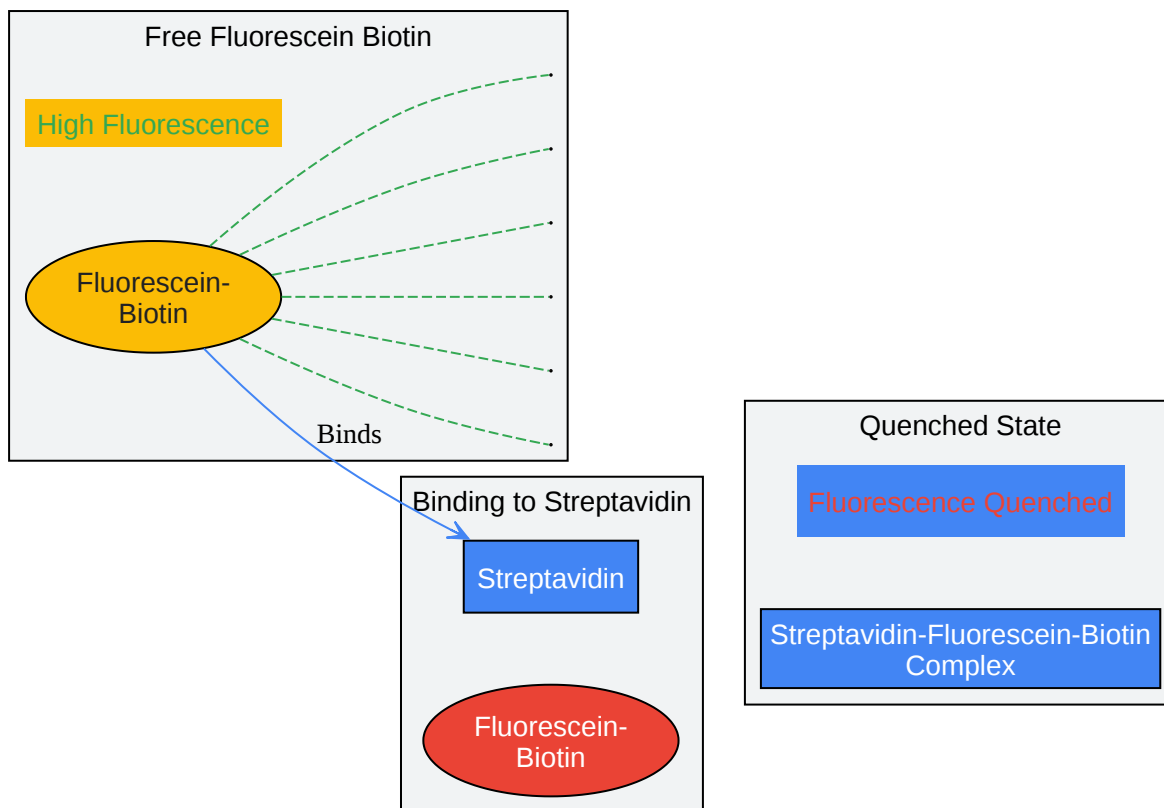 Free Fluorescein Biotin
High Fluorescence
Fluorescein-
Biotin
Binds
Binding to Streptavidin
Streptavidin
Fluorescein-
Biotin
Quenched State
Fluorescence Quenched
Streptavidin-Fluorescein-Biotin
Complex